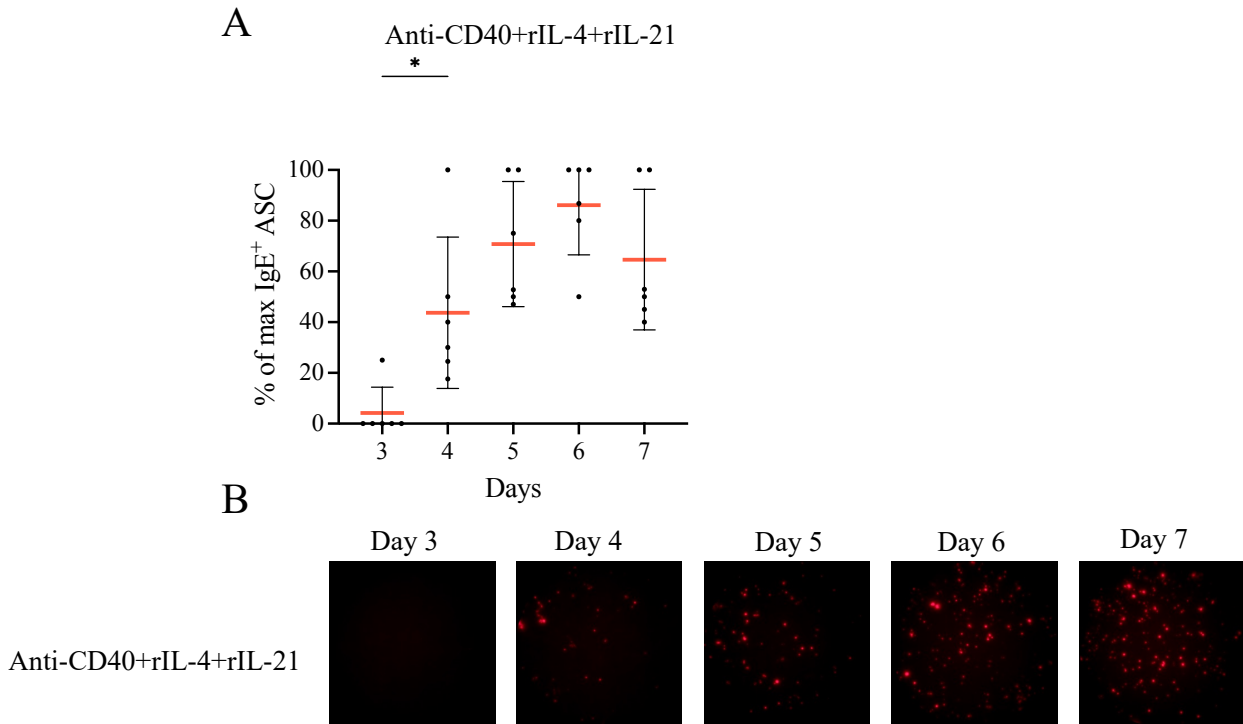 A
Anti-CD40+rIL-4+rIL-21
*
% of max IgE⁺ ASC
100
80
60
40
20
0
3 4 5 6 7
Days
B
Day 3 Day 4 Day 5 Day 6 Day 7
Anti-CD40+rIL-4+rIL-21